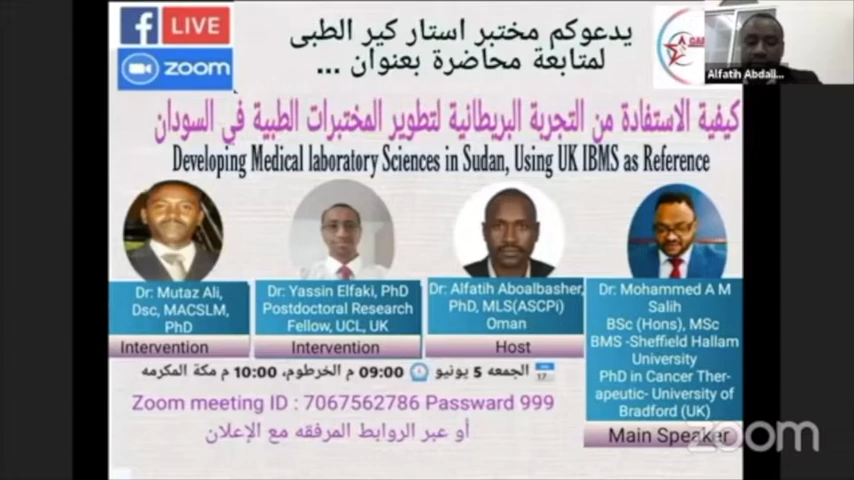 LIVE
zoom
يدعوكم مختبر استار كير الطبى
لمتابعة محاضرة بعنوان ...
Alfatih Abdall...
كيفية الاستفادة من التجربة البريطانية لتطوير المختبرات الطبية في السودان
Developing Medical laboratory Sciences in Sudan, Using UK IBMS as Reference
Dr: Mutaz Ali,
Dsc, MACSLM,
PhD
Intervention
Dr: Yassin Elfaki, PhD
Postdoctoral Research
Fellow, UCL, UK
Intervention
Dr: Alfatih Aboalbasher,
PhD, MLS(ASCPi)
Oman
Host
Dr: Mohammed A M
Salih
BSc (Hons), MSc
BMS -Sheffield Hallam
University
PhD in Cancer Ther-
apeutic- University of
Bradford (UK)
Main Speaker
الجمعه 5 يونيو 09:00 م الخرطوم، 10:00 م مكة المكرمه
Zoom meeting ID : 7067562786 Passward 999
أو عبر الروابط المرفقه مع الإعلان
zoom